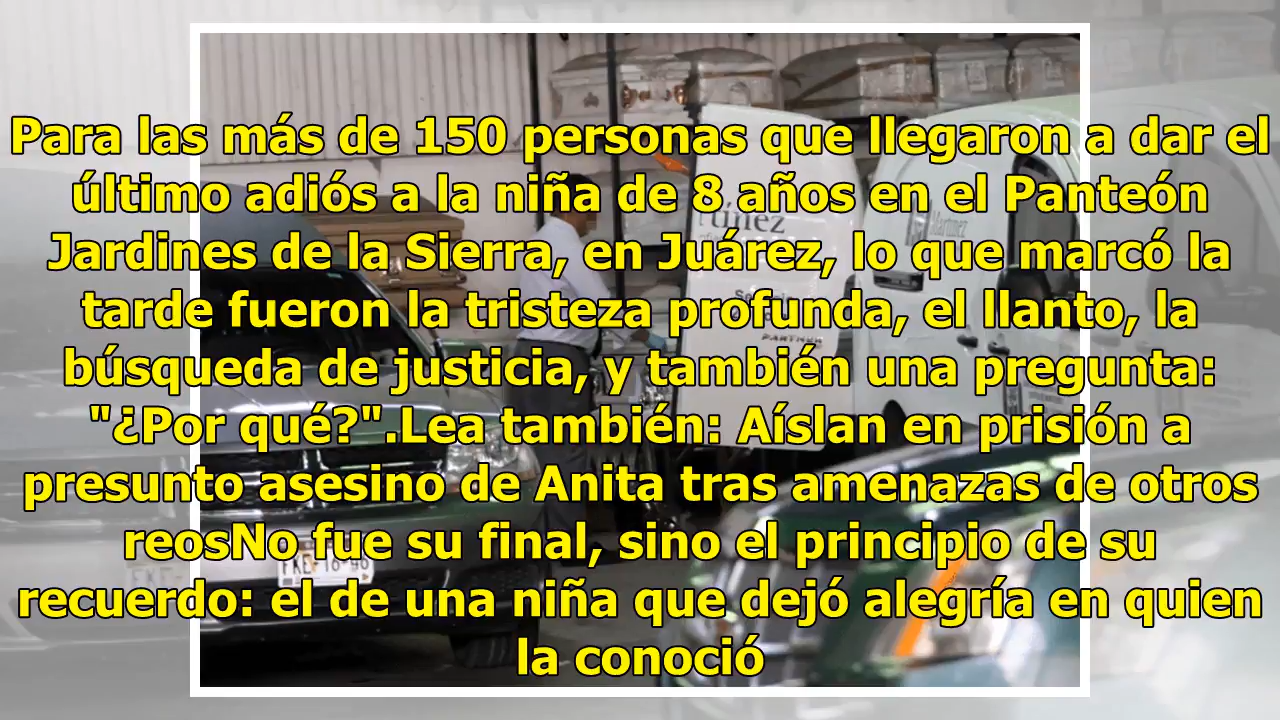 Para las más de 150 personas que llegaron a dar el
último adiós a la niña de 8 años en el Panteón
Jardines de la Sierra, en Juárez, lo que marcó la
tarde fueron la tristeza profunda, el llanto, la
búsqueda de justicia, y también una pregunta:
"¿Por qué?".Lea también: Aíslan en prisión a
presunto asesino de Anita tras amenazas de otros
reosNo fue su final, sino el principio de su
recuerdo: el de una niña que dejó alegría en quien
la conoció